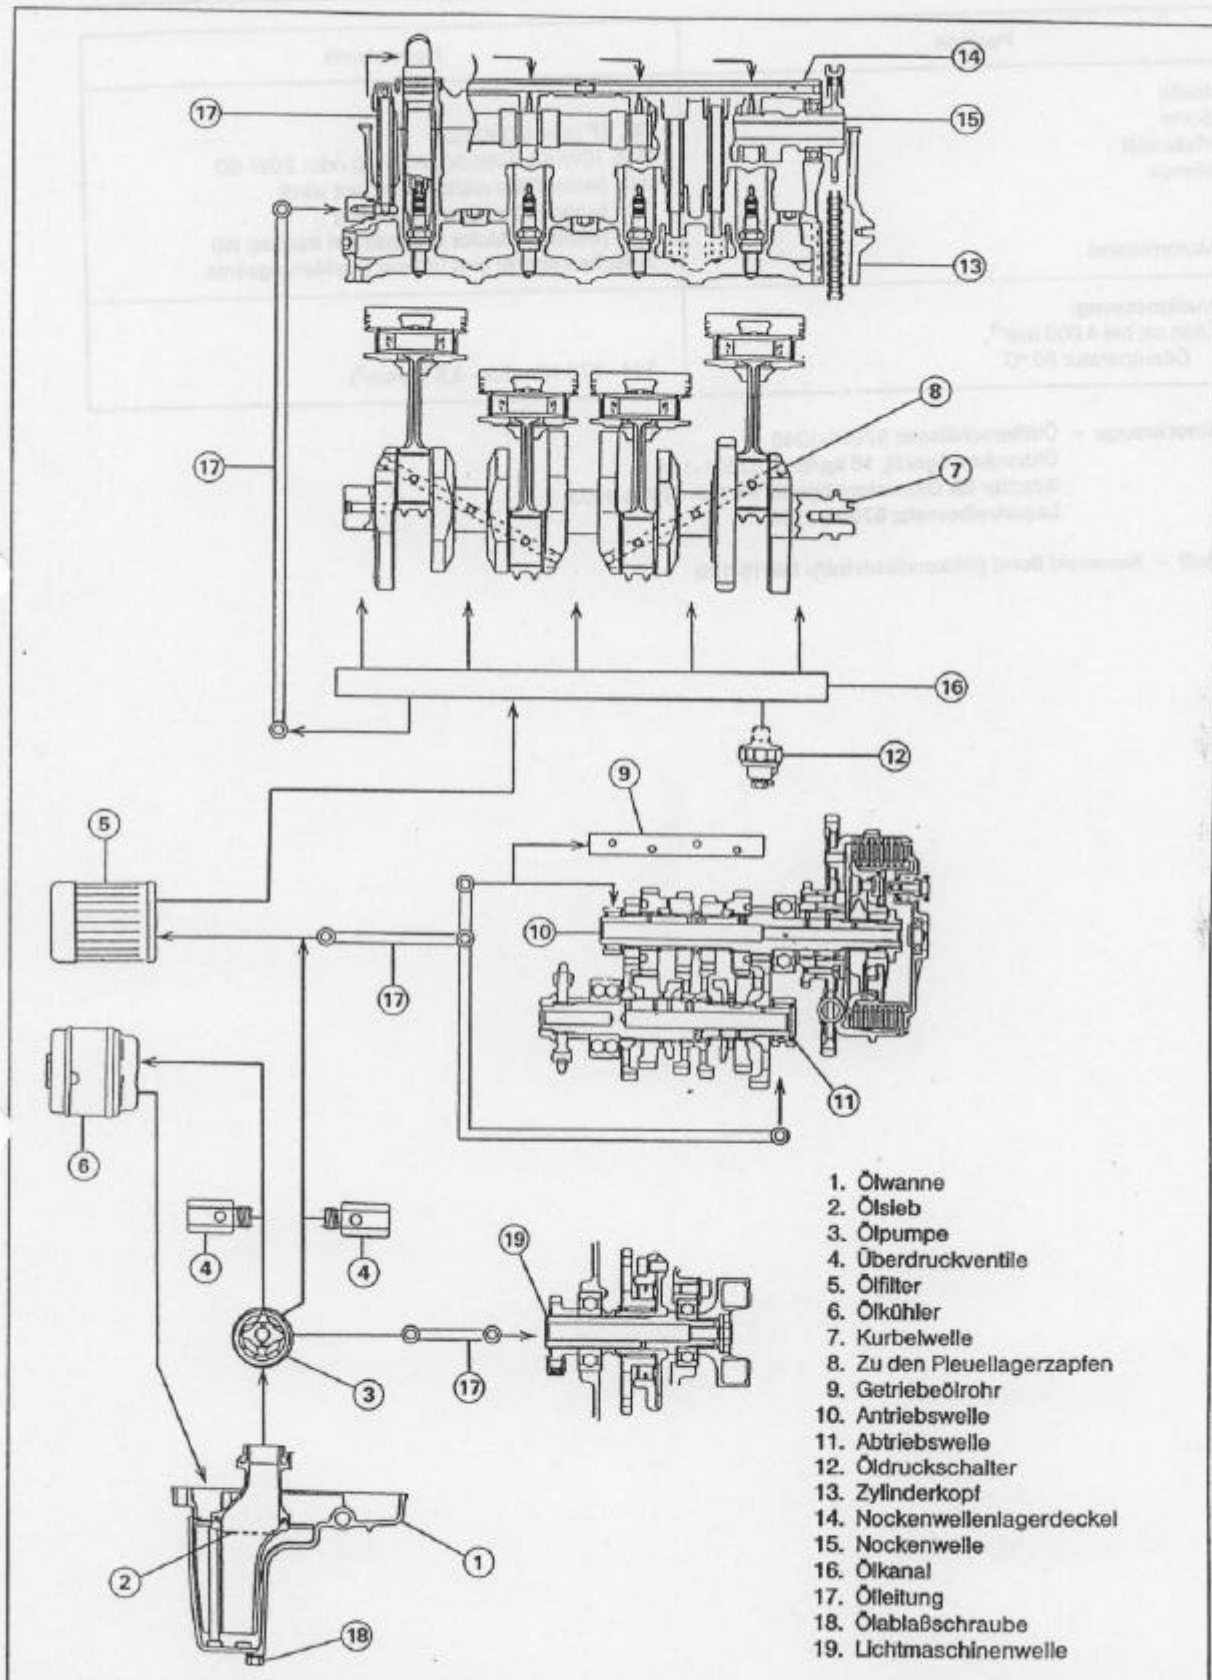 14
17
15
13
8
17
7
16
12
9
5
10
17
11
6
4
4
19
3
17
2
1
18
1. Ölwanne
2. Ölsieb
3. Ölpumpe
4. Überdruckventile
5. Ölfilter
6. Ölkühler
7. Kurbelwelle
8. Zu den Pleuellagerzapfen
9. Getriebeölrohr
10. Antriebswelle
11. Abtriebswelle
12. Öldruckschalter
13. Zylinderkopf
14. Nockenwellenlagerdeckel
15. Nockenwelle
16. Ölkanal
17. Ölleitung
18. Ölablaßschraube
19. Lichtmaschinenwelle